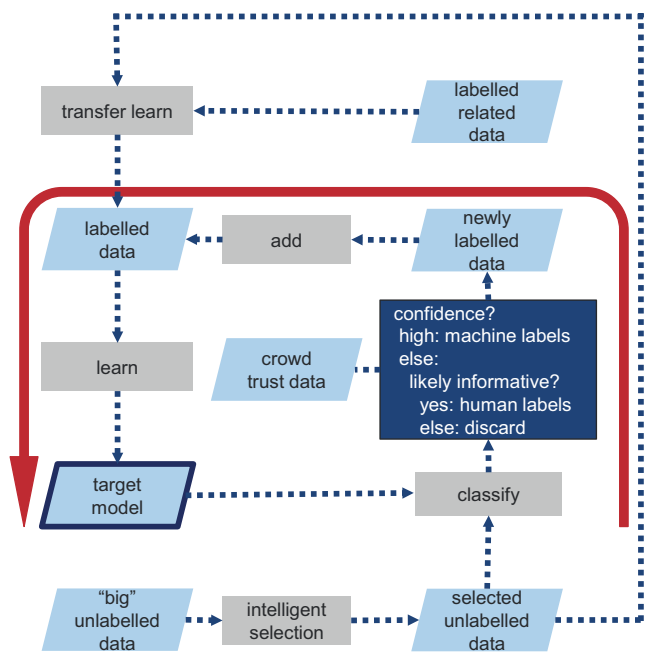 transfer learn
labelled
related
data
labelled
data
add
newly
labelled
data
learn
crowd
trust data
confidence?
high: machine labels
else:
likely informative?
yes: human labels
else: discard
target
model
classify
“big”
unlabelled
data
intelligent
selection
selected
unlabelled
data